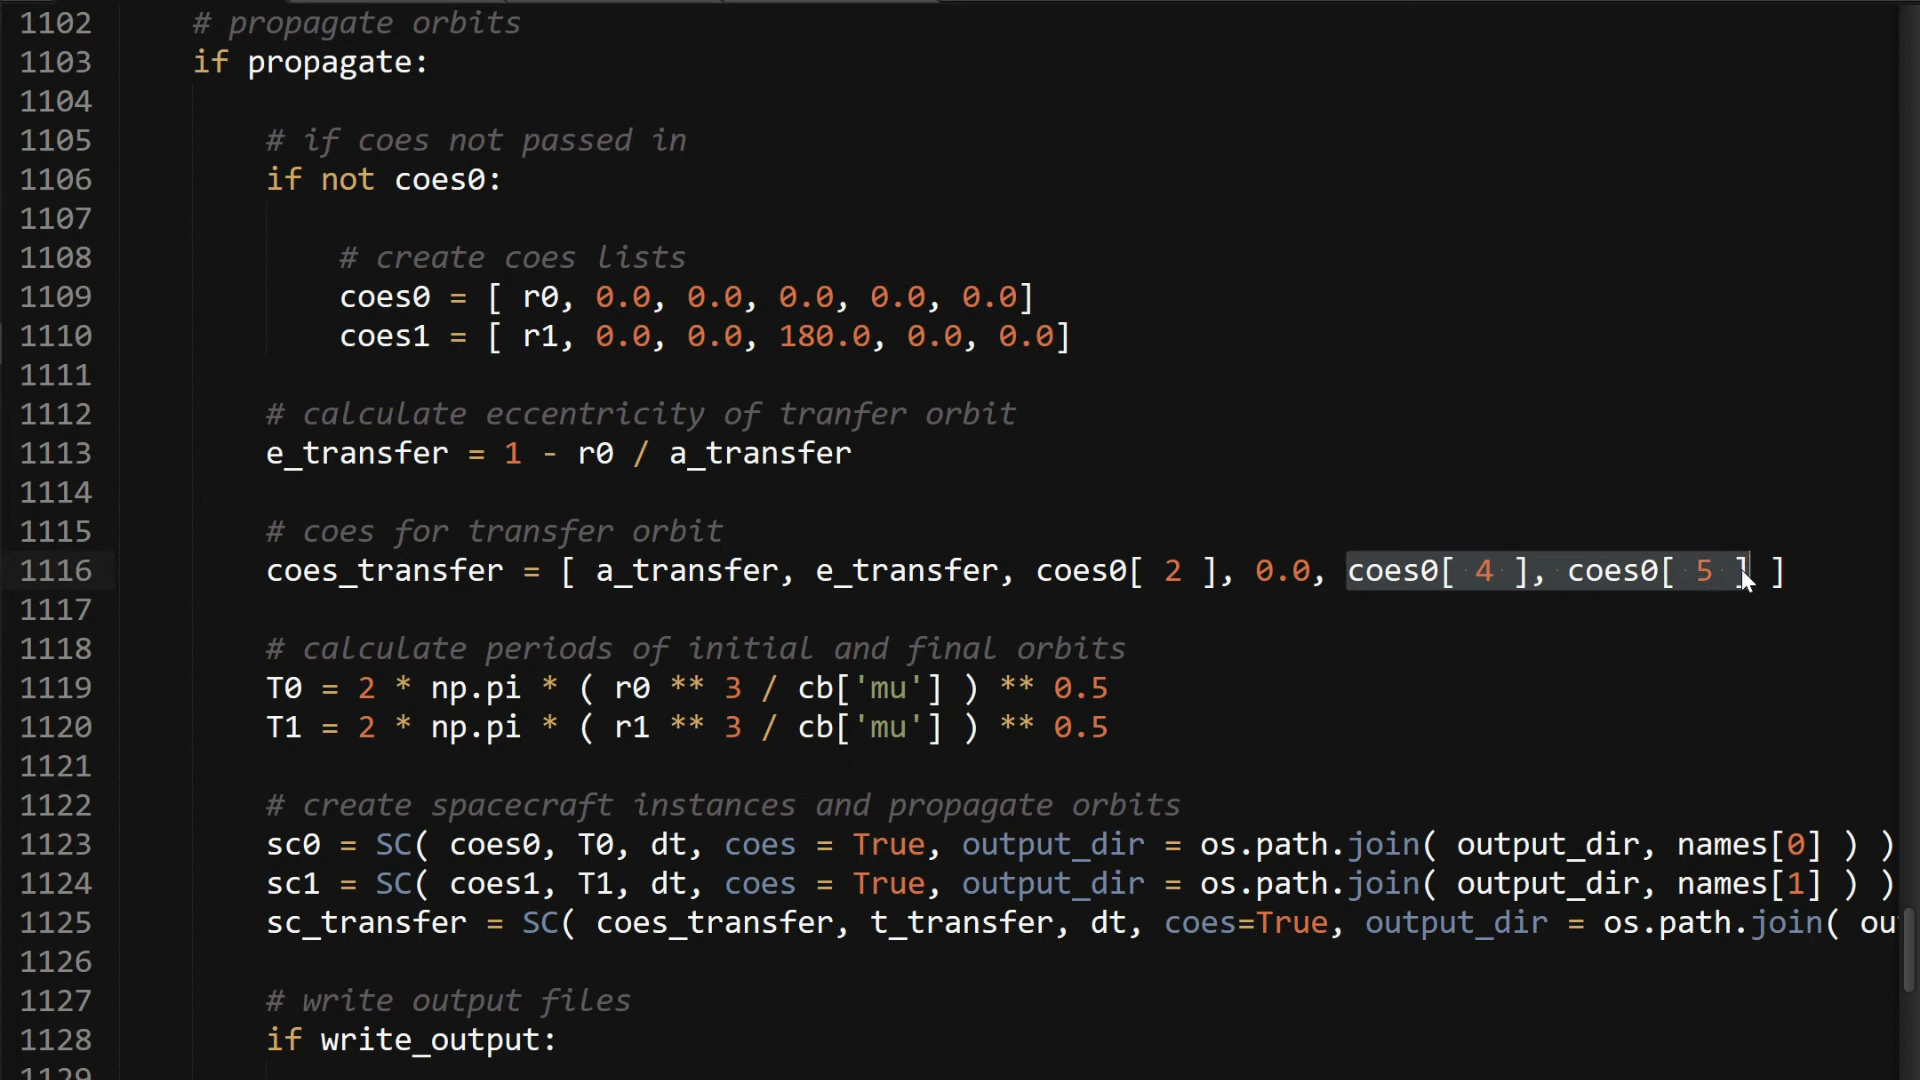 1102 # propagate orbits
1103 if propagate:
1104
1105 # if coes not passed in
1106 if not coes0:
1107
1108 # create coes lists
1109 coes0 = [ r0, 0.0, 0.0, 0.0, 0.0, 0.0]
1110 coes1 = [ r1, 0.0, 0.0, 180.0, 0.0, 0.0]
1111
1112 # calculate eccentricity of tranfer orbit
1113 e_transfer = 1 - r0 / a_transfer
1114
1115 # coes for transfer orbit
1116 coes_transfer = [ a_transfer, e_transfer, coes0[ 2 ], 0.0, coes0[ 4 ], coes0[ 5 ] ]
1117
1118 # calculate periods of initial and final orbits
1119 T0 = 2 * np.pi * ( r0 ** 3 / cb['mu'] ) ** 0.5
1120 T1 = 2 * np.pi * ( r1 ** 3 / cb['mu'] ) ** 0.5
1121
1122 # create spacecraft instances and propagate orbits
1123 sc0 = SC( coes0, T0, dt, coes = True, output_dir = os.path.join( output_dir, names[0] ) )
1124 sc1 = SC( coes1, T1, dt, coes = True, output_dir = os.path.join( output_dir, names[1] ) )
1125 sc_transfer = SC( coes_transfer, t_transfer, dt, coes=True, output_dir = os.path.join( ou
1126
1127 # write output files
1128 if write_output:
1129